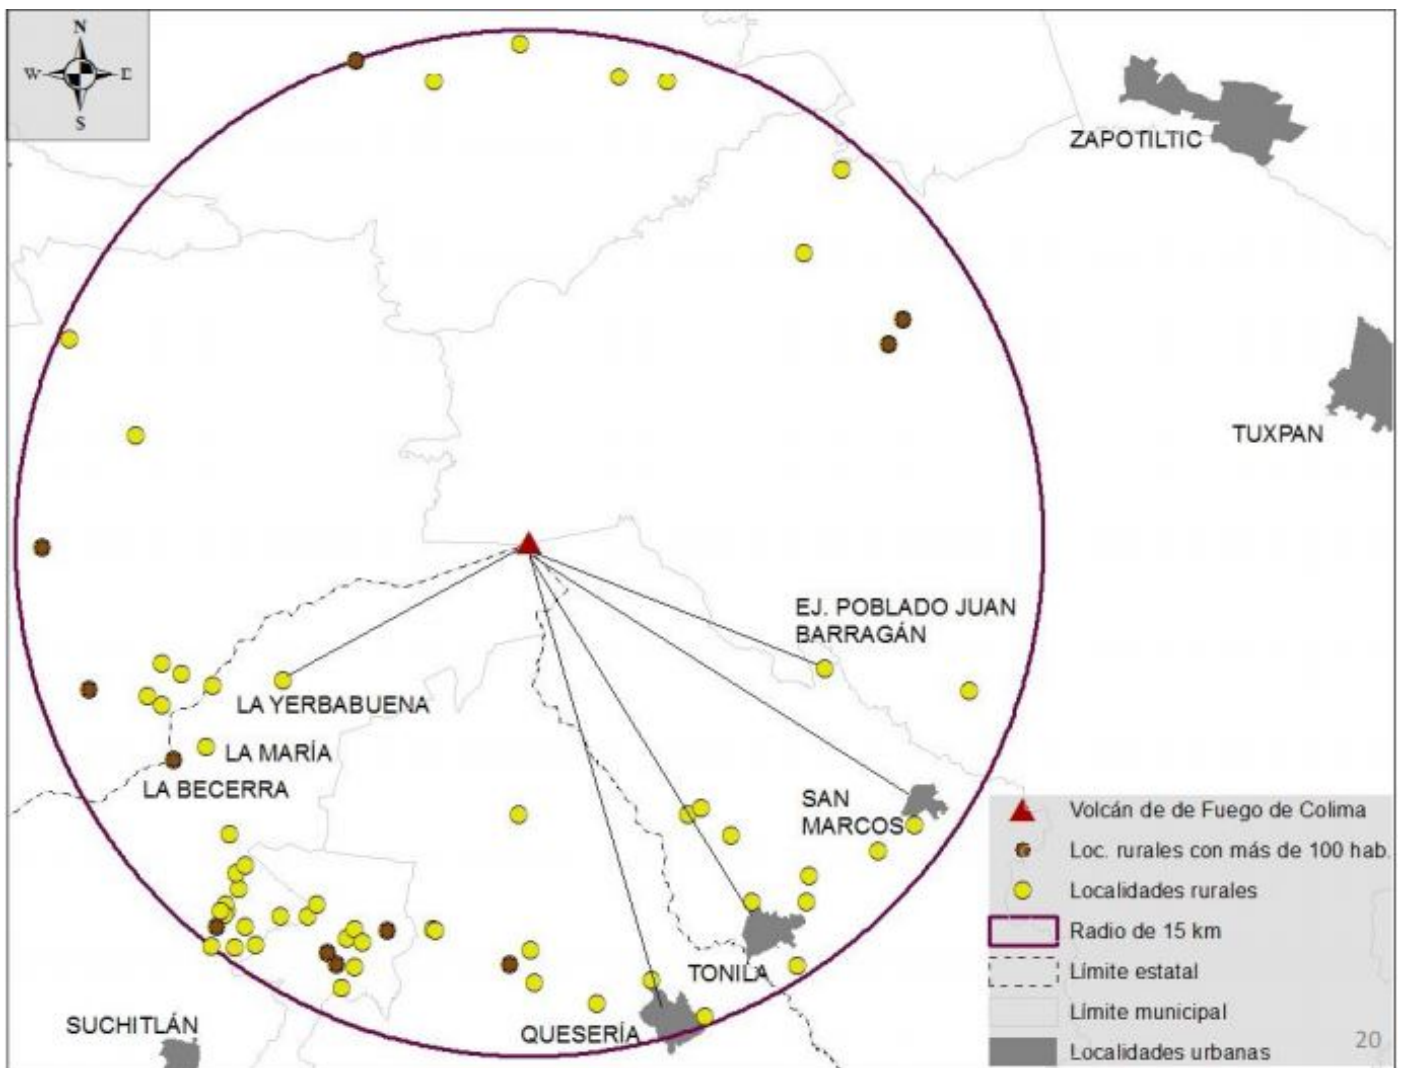 N
W E
S
ZAPOTILTIC
TUXPAN
EJ. POBLADO JUAN
BARRAGÁN
LA YERBABUENA
LA MARÍA
LA BECERRA
SAN
MARCOS
TONILA
QUESERÍA
SUCHITLÁN
Volcán de de Fuego de Colima
Loc. rurales con más de 100 hab.
Localidades rurales
Radio de 15 km
Límite estatal
Límite municipal
Localidades urbanas
20